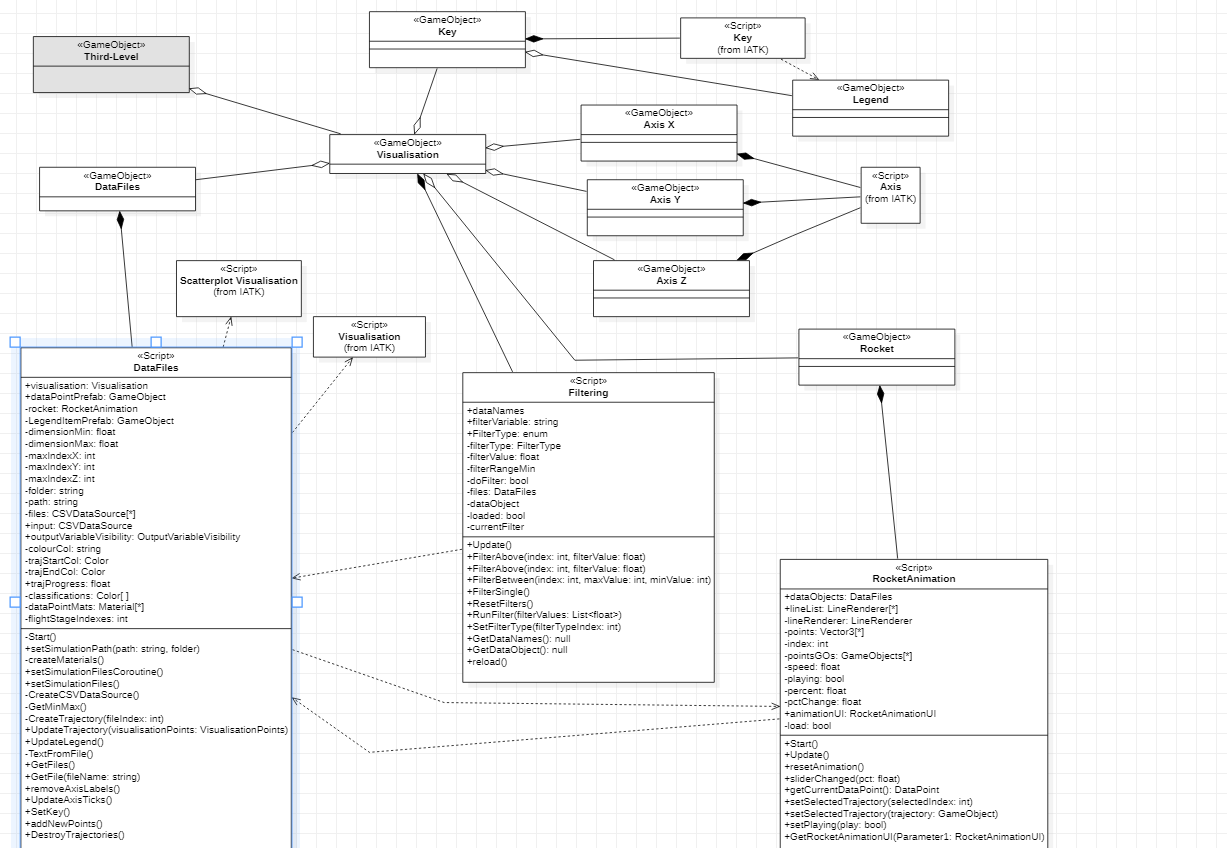 «GameObject»
Third-Level
«GameObject»
Key
«Script»
Key
(from IATK)
«GameObject»
Legend
«GameObject»
Axis X
«GameObject»
Visualisation
«GameObject»
DataFiles
«GameObject»
Axis Y
«Script»
Axis
(from IATK)
«GameObject»
Axis Z
«Script»
Scatterplot Visualisation
(from IATK)
«Script»
Visualisation
(from IATK)
«GameObject»
Rocket
«Script»
DataFiles
+visualisation: Visualisation
+dataPointPrefab: GameObject
-rocket: RocketAnimation
-LegendItemPrefab: GameObject
-dimensionMin: float
-dimensionMax: float
-maxIndexX: int
-maxIndexY: int
-maxIndexZ: int
-folder: string
-path: string
-files: CSVDataSource[*]
+input: CSVDataSource
+outputVariableVisibility: OutputVariableVisibility
-colourCol: string
-trajStartCol: Color
-trajEndCol: Color
+trajProgress: float
-classifications: Color[ ]
-dataPointMats: Material[*]
-flightStageIndexes: int
-Start()
+setSimulationPath(path: string, folder)
-createMaterials()
+setSimulationFilesCoroutine()
+setSimulationFiles()
-CreateCSVDataSource()
-GetMinMax()
-CreateTrajectory(fileIndex: int)
+UpdateTrajectory(visualisationPoints: VisualisationPoints)
+UpdateLegend()
-TextFromFile()
+GetFiles()
+GetFile(fileName: string)
+removeAxisLabels()
+UpdateAxisTicks()
+SetKey()
+addNewPoints()
+DestroyTrajectories()
«Script»
Filtering
+dataNames
+filterVariable: string
+FilterType: enum
-filterType: FilterType
-filterValue: float
-filterRangeMin
-doFilter: bool
-files: DataFiles
-dataObject
-loaded: bool
-currentFilter
+Update()
+FilterAbove(index: int, filterValue: float)
+FilterAbove(index: int, filterValue: float)
+FilterBetween(index: int, maxValue: int, minValue: int)
+FilterSingle()
+ResetFilters()
+RunFilter(filterValues: List<float>)
+SetFilterType(filterTypeIndex: int)
+GetDataNames(): null
+GetDataObject(): null
+reload()
«Script»
RocketAnimation
+dataObjects: DataFiles
+lineList: LineRenderer[*]
-lineRenderer: LineRenderer
-points: Vector3[*]
-index: int
-pointsGOs: GameObjects[*]
-speed: float
-playing: bool
-percent: float
-pctChange: float
+animationUI: RocketAnimationUI
-load: bool
+Start()
+Update()
+resetAnimation()
+sliderChanged(pct: float)
+getCurrentDataPoint(): DataPoint
+setSelectedTrajectory(selectedIndex: int)
+setSelectedTrajectory(trajectory: GameObject)
+setPlaying(play: bool)
+GetRocketAnimationUI(Parameter1: RocketAnimationUI)